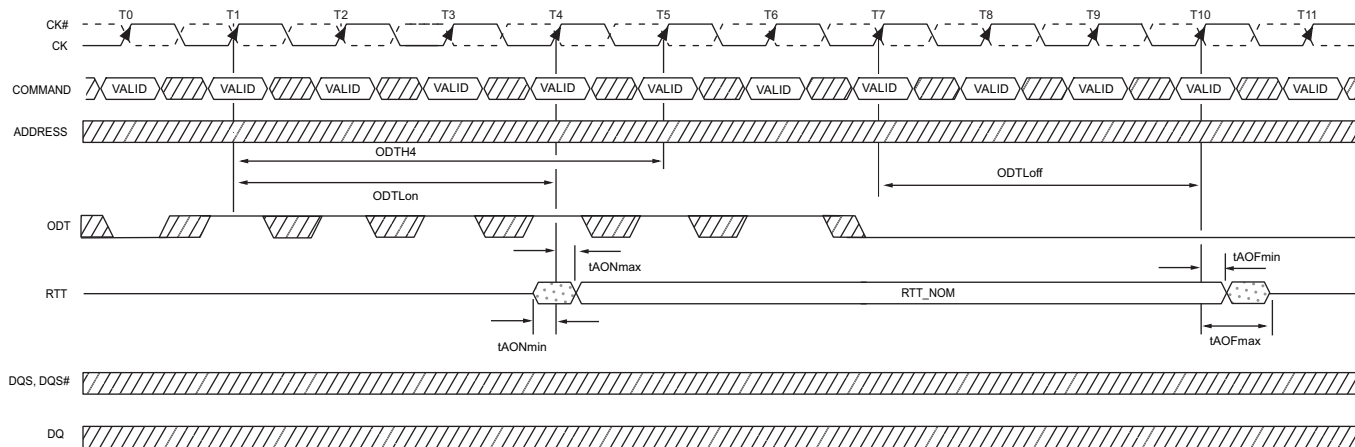 T0 T1 T2 T3 T4 T5 T6 T7 T8 T9 T10 T11
CK#
CK
COMMAND VALID VALID VALID VALID VALID VALID VALID VALID VALID VALID VALID VALID
ADDRESS
ODTH4
ODTLoff
ODTLon
ODT
tAONmax
tAOFmin
RTT RTT_NOM
tAONmin
tAOFmax
DQS, DQS#
DQ